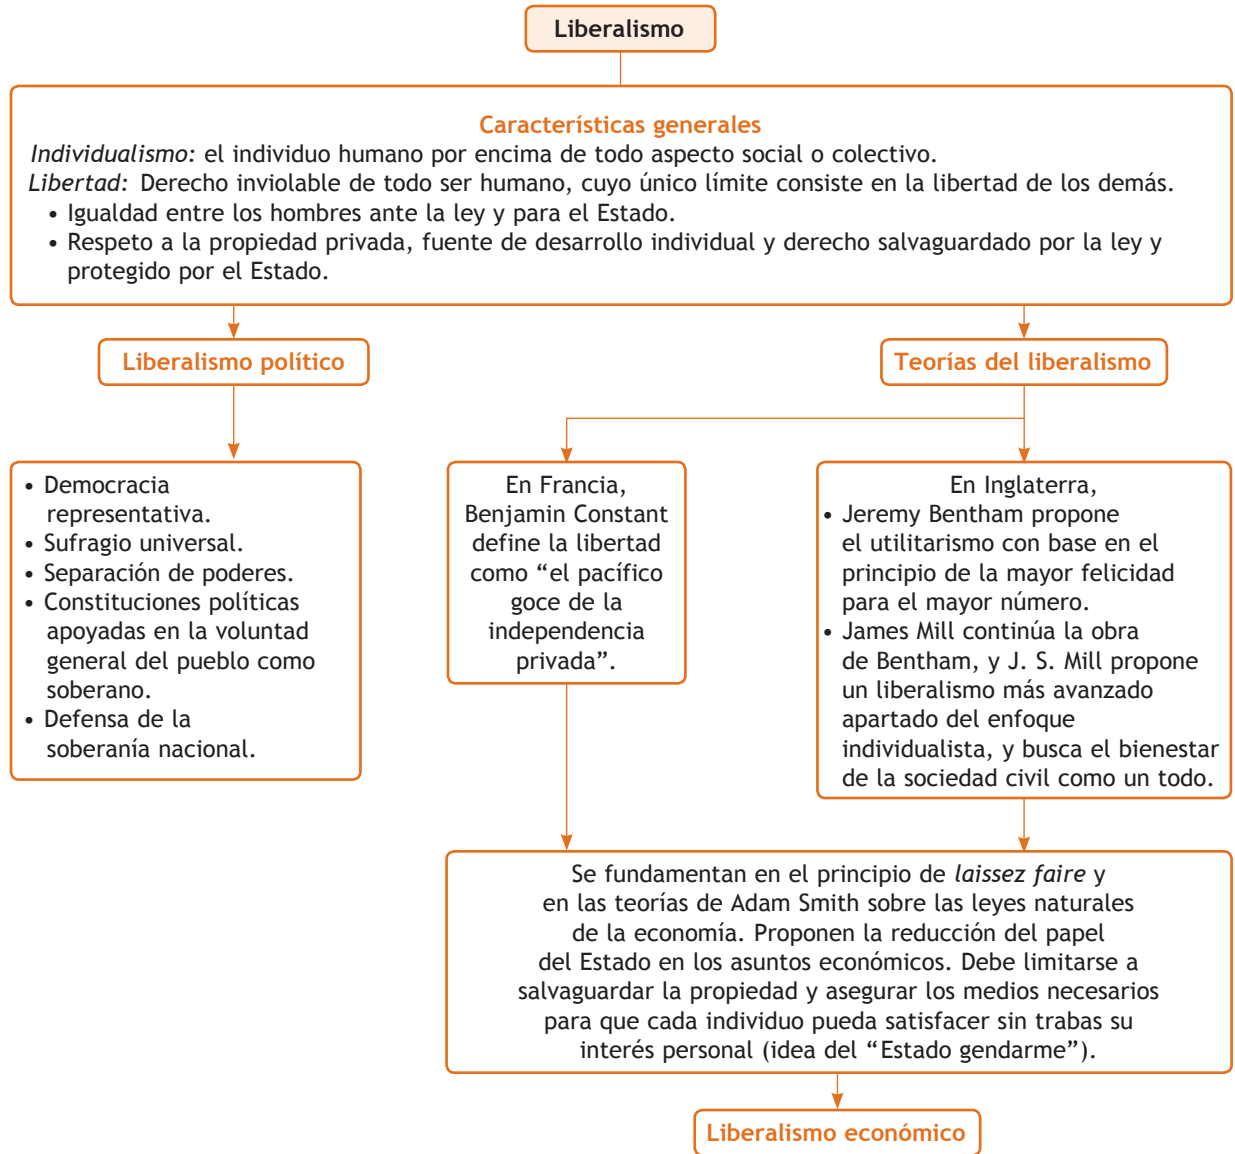 Liberalismo
Características generales
Individualismo: el individuo humano por encima de todo aspecto social o colectivo.
Libertad: Derecho inviolable de todo ser humano, cuyo único límite consiste en la libertad de los demás.
• Igualdad entre los hombres ante la ley y para el Estado.
• Respeto a la propiedad privada, fuente de desarrollo individual y derecho salvaguardado por la ley y
protegido por el Estado.
Liberalismo político
Teorías del liberalismo
• Democracia
representativa.
• Sufragio universal.
• Separación de poderes.
• Constituciones políticas
apoyadas en la voluntad
general del pueblo como
soberano.
• Defensa de la
soberanía nacional.
En Francia,
Benjamin Constant
define la libertad
como “el pacífico
goce de la
independencia
privada”.
En Inglaterra,
• Jeremy Bentham propone
el utilitarismo con base en el
principio de la mayor felicidad
para el mayor número.
• James Mill continúa la obra
de Bentham, y J. S. Mill propone
un liberalismo más avanzado
apartado del enfoque
individualista, y busca el bienestar
de la sociedad civil como un todo.
Se fundamentan en el principio de laissez faire y
en las teorías de Adam Smith sobre las leyes naturales
de la economía. Proponen la reducción del papel
del Estado en los asuntos económicos. Debe limitarse a
salvaguardar la propiedad y asegurar los medios necesarios
para que cada individuo pueda satisfacer sin trabas su
interés personal (idea del “Estado gendarme”).
Liberalismo económico